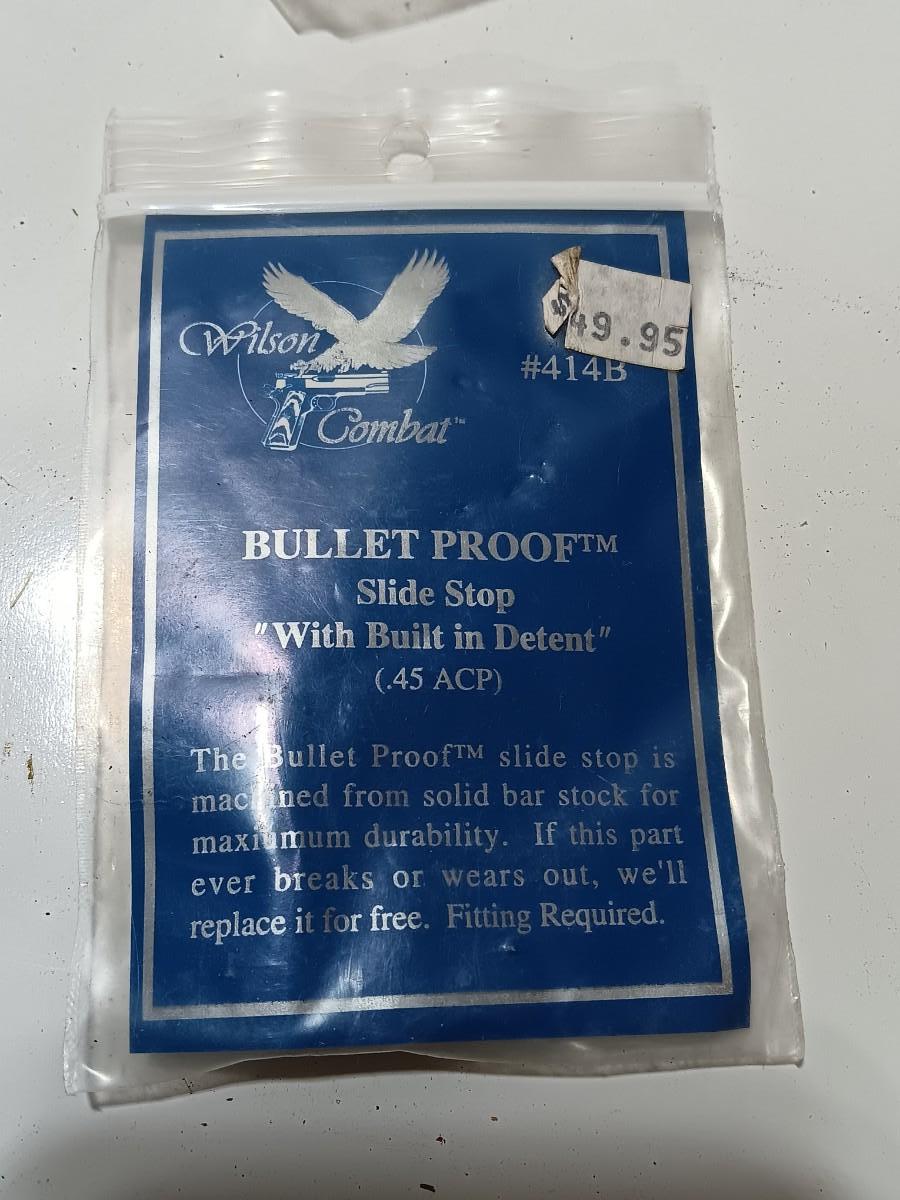 Wilson
Combat™
$49.95
#414B
BULLET PROOF™
Slide Stop
"With Built in Detent"
(.45 ACP)
The Bullet Proof™ slide stop is
machined from solid bar stock for
maxiumum durability. If this part
ever breaks or wears out, we'll
replace it for free. Fitting Required.